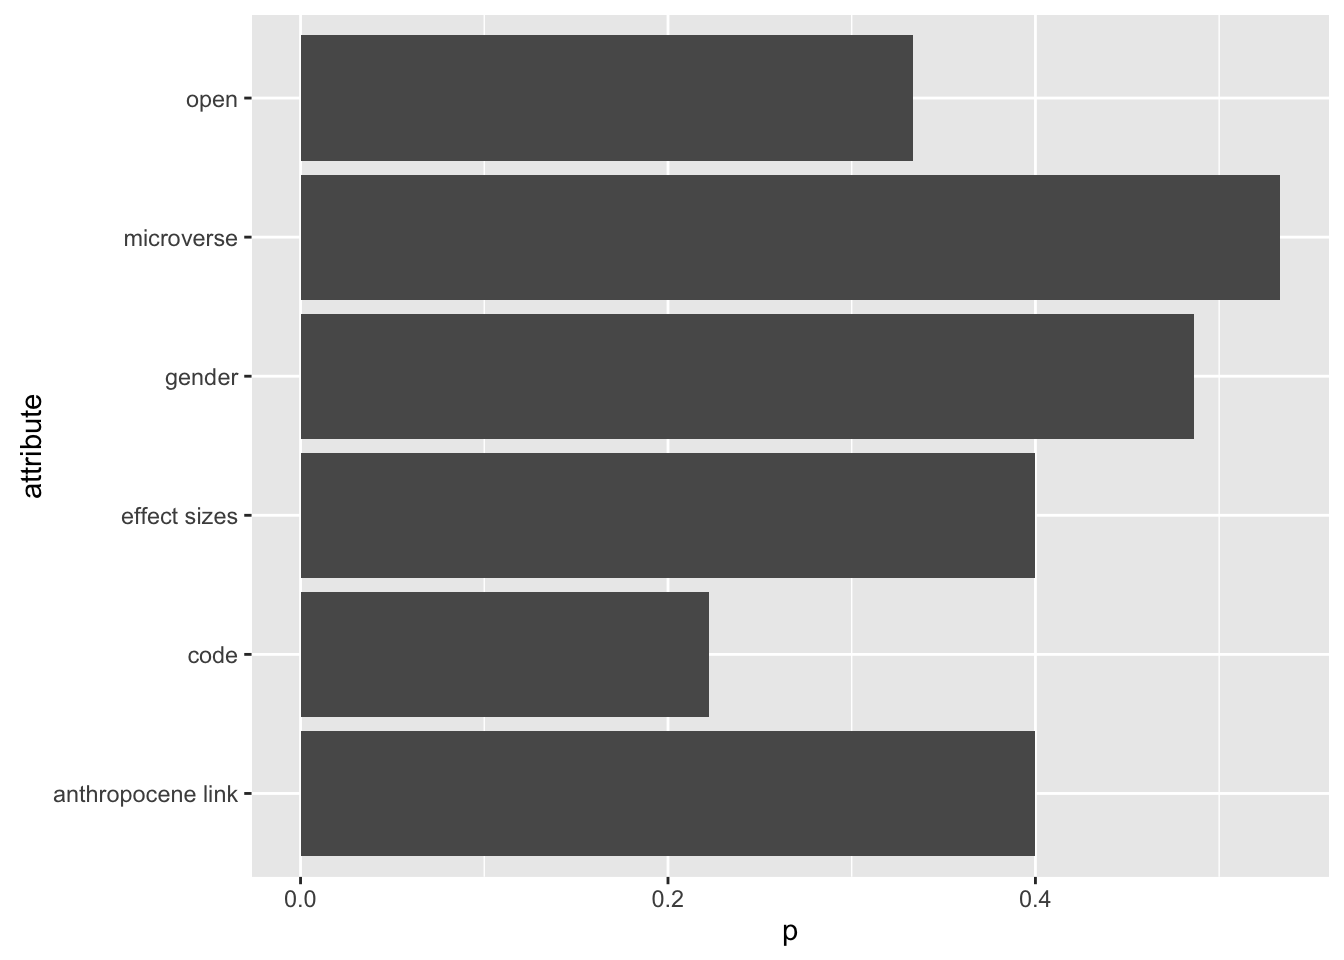 open
microverse
gender
effect sizes
code
anthropocene link
attribute
0.0 0.2 0.4
p